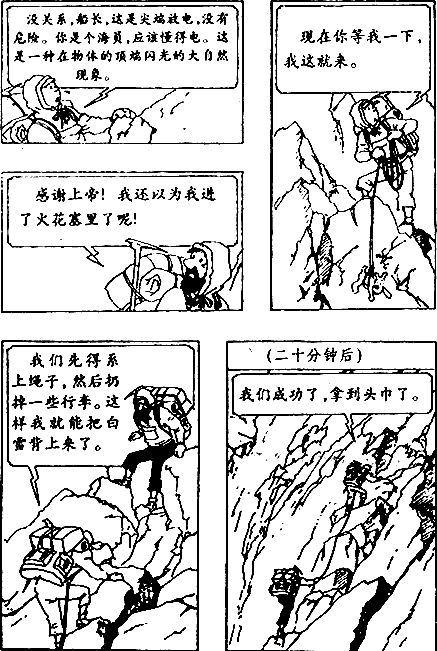 没关系,船长,这是尖端放电,没有
危险。你是个海员,应该懂得电。这
是一种在物体的顶端闪光的大自然
现象。
感谢上帝!我还以为我进
了火花塞里了呢!
现在你等我一下,
我这就来。
我们先得系
上绳子,然后扔
掉一些行李。这
样我就能把白
雪背上来了。
(二十分钟后)
我们成功了,拿到头巾了。